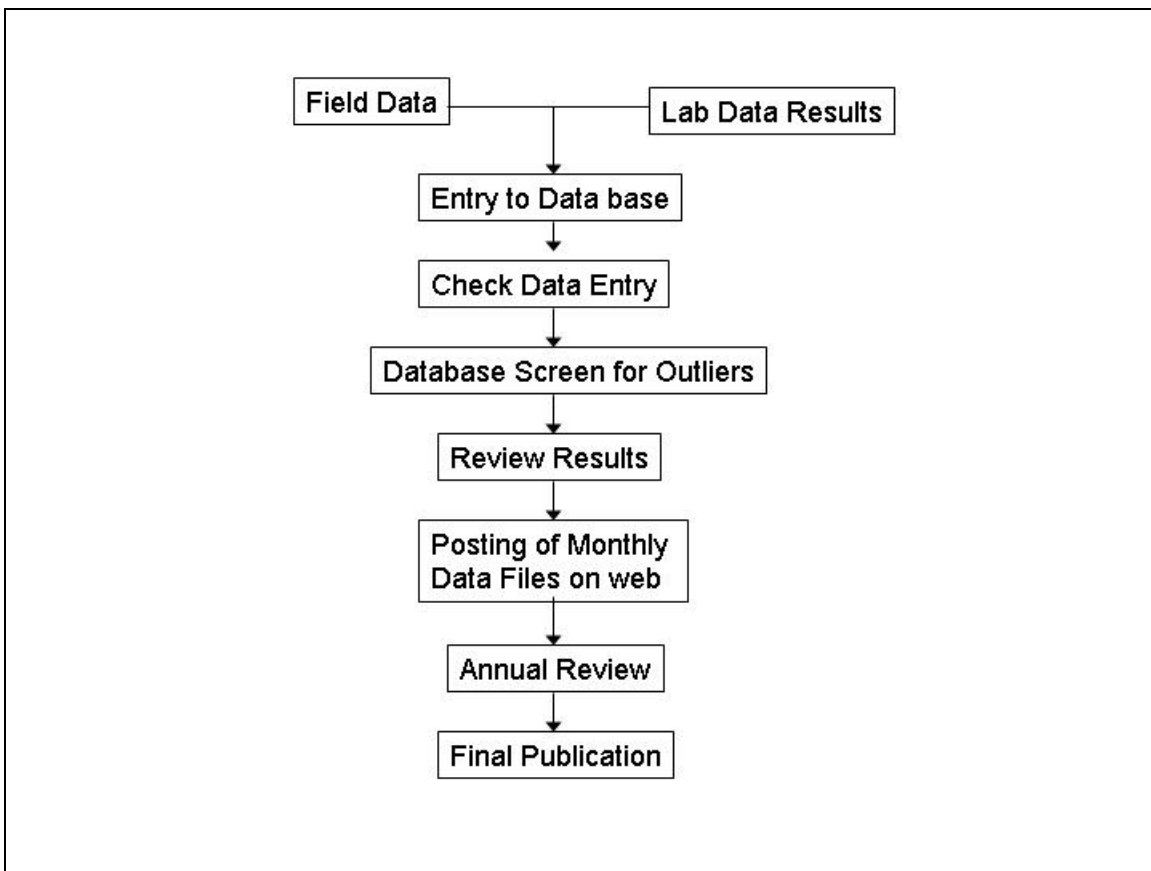 Field Data
Lab Data Results
Entry to Data base
Check Data Entry
Database Screen for Outliers
Review Results
Posting of Monthly
Data Files on web
Annual Review
Final Publication